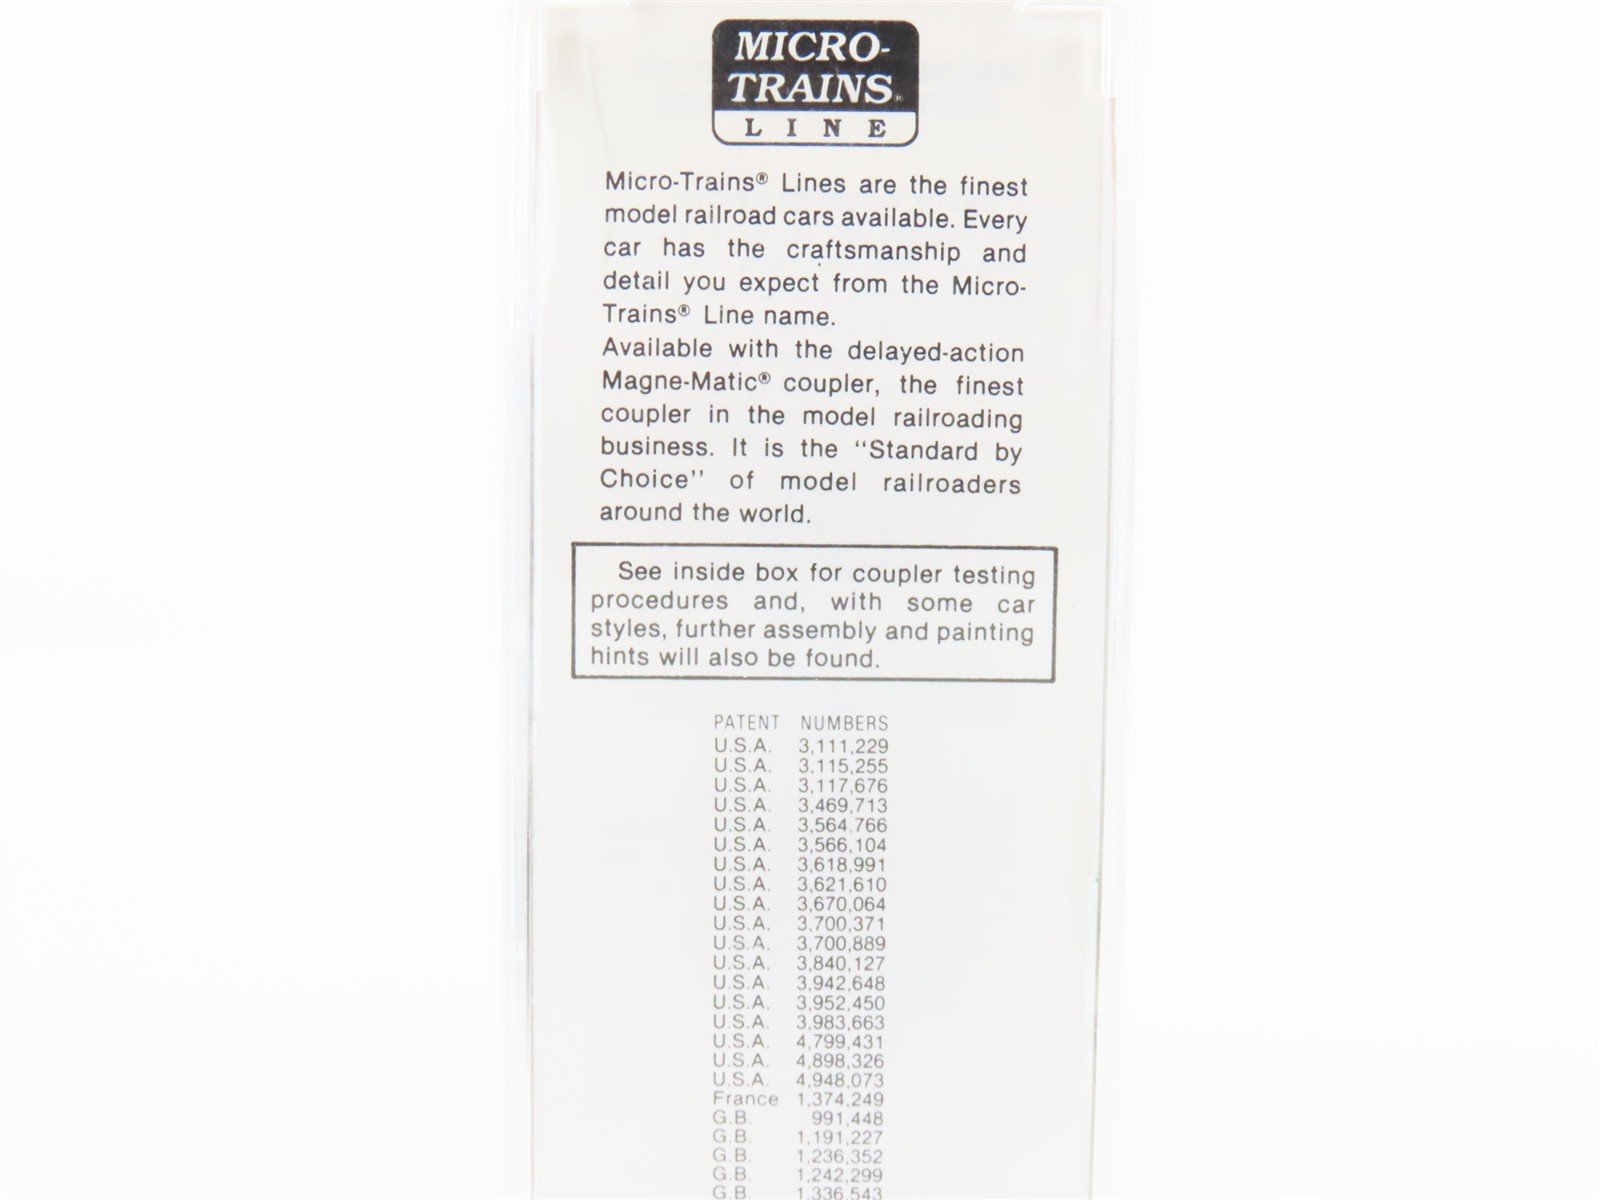 MICRO-
TRAINS®
LINE
Micro-Trains® Lines are the finest
model railroad cars available. Every
car has the craftsmanship and
detail you expect from the Micro-
Trains® Line name.
Available with the delayed-action
Magne-Matic® coupler, the finest
coupler in the model railroading
business. It is the “Standard by
Choice” of model railroaders
around the world.
See inside box for coupler testing
procedures and, with some car
styles, further assembly and painting
hints will also be found.
PATENT NUMBERS
U.S.A. 3,111,229
U.S.A. 3,115,255
U.S.A. 3,117,676
U.S.A. 3,469,713
U.S.A. 3,564,766
U.S.A. 3,566,104
U.S.A. 3,618,991
U.S.A. 3,621,610
U.S.A. 3,670,064
U.S.A. 3,700,371
U.S.A. 3,700,889
U.S.A. 3,840,127
U.S.A. 3,942,648
U.S.A. 3,952,450
U.S.A. 3,983,663
U.S.A. 4,799,431
U.S.A. 4,898,326
U.S.A. 4,948,073
France 1,374,249
G.B. 991,448
G.B. 1,191,227
G.B. 1,236,352
G.B. 1,242,299
G.B. 1,336,543